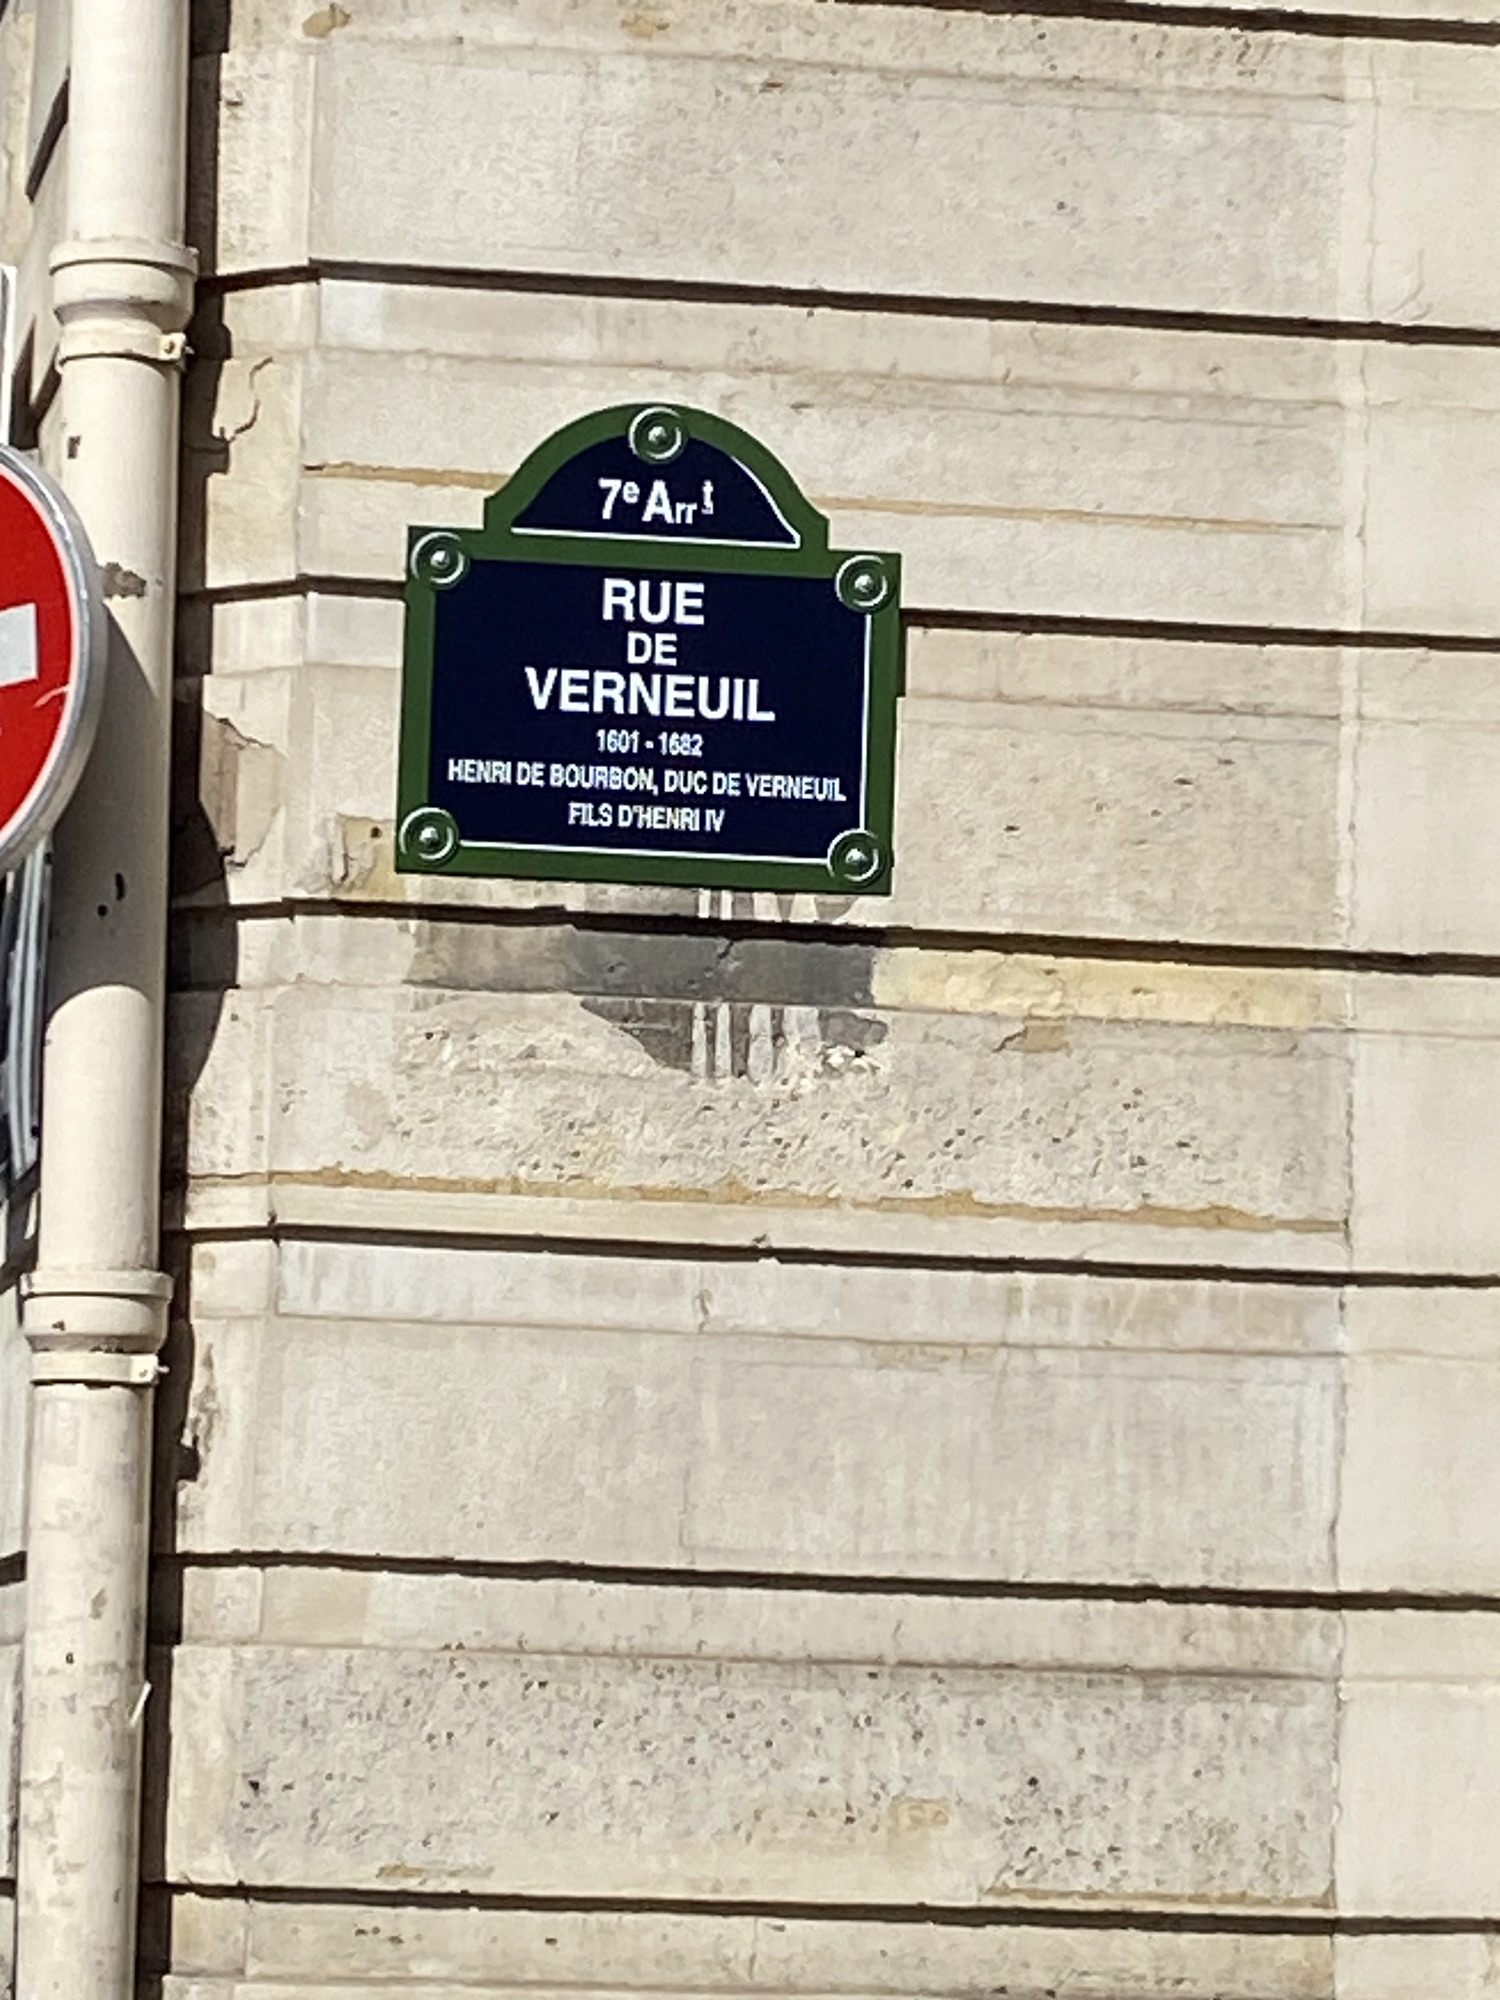 7e Arrt
RUE
DE
VERNEUIL
1601 - 1682
HENRI DE BOURBON, DUC DE VERNEUIL
FILS D'HENRI IV